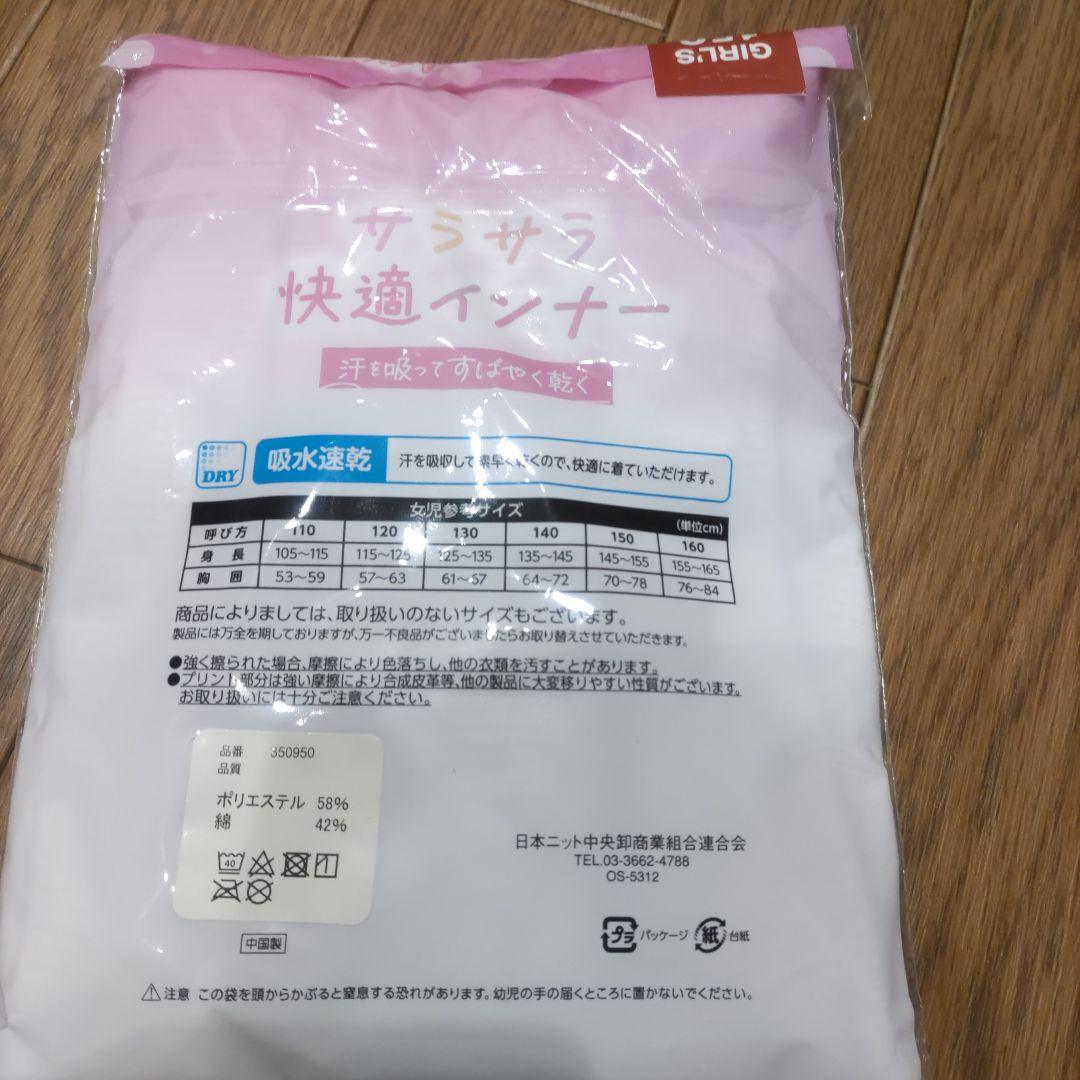 GIRL'S
サラサラ
快適インナー
汗を吸ってすばやく乾く
DRY
吸水速乾 汗を吸収して素早く乾くので、快適に着ていただけます。
女児参考サイズ (単位cm)
呼び方 110 120 130 140 150 160
身長 105〜115 115〜125 125〜135 135〜145 145〜155 155〜165
胸囲 53〜59 57〜63 61〜67 64〜72 70〜78 76〜84
商品によりましては、取り扱いのないサイズもございます。
製品には万全を期しておりますが、万一不良品がございましたらお取り替えさせていただきます。
●強く擦られた場合、摩擦により色落ちし、他の衣類を汚すことがあります。
●プリント部分は強い摩擦により合成皮革等、他の製品に大変移りやすい性質がございます。
お取り扱いには十分ご注意ください。
品番 350950
品質
ポリエステル 58%
綿 42%
40
中国製
日本ニット中央卸商業組合連合会
TEL.03-3662-4788
OS-5312
プラ パッケージ 紙 台紙
⚠注意 この袋を頭からかぶると窒息する恐れがあります。幼児の手の届くところに置かないでください。